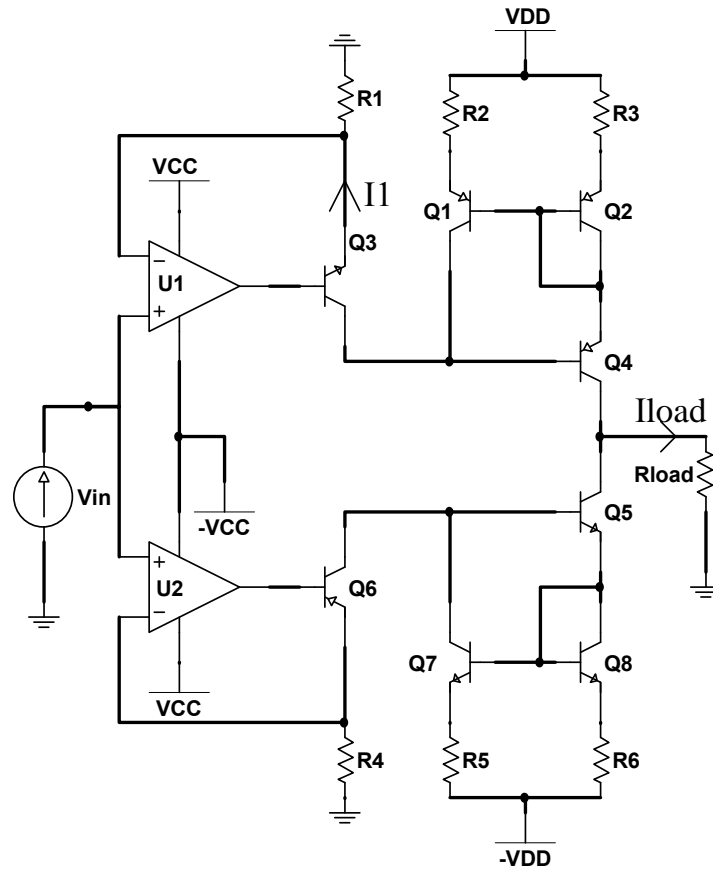 VDD
R1
R2
R3
VCC
I1
Q1
Q2
Q3
−
U1
+
Q4
Iload
Rload
Vin
-VCC
Q5
+
U2
−
Q6
Q7
Q8
VCC
R4
R5
R6
-VDD